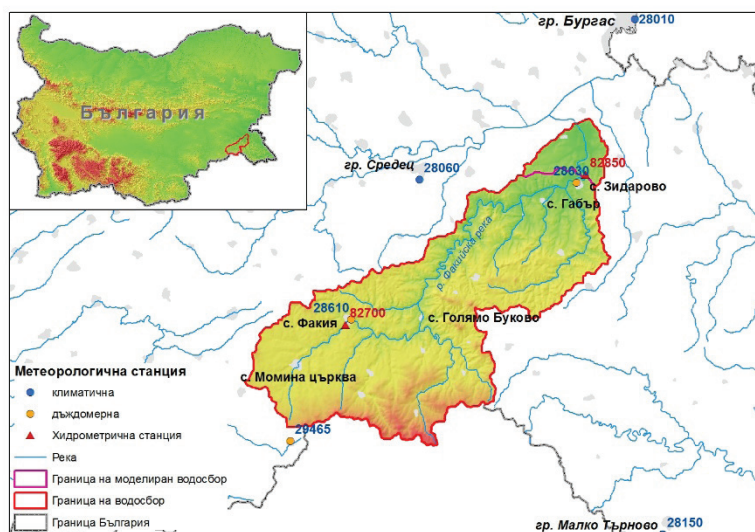 гр. Бургас
28010
България
гр. Средец
28060
82850
28030
с. Зидарово
с. Габър
р. Факийска река
28610
82700
с. Факия
с. Голямо Буково
Метеорологична станция
с. Момина църква
климатична
дъждомерна
Хидрометрична станция
29465
Река
Граница на моделиран водосбор
Граница на водосбор
Граница България
гр. Малко Търново
28150